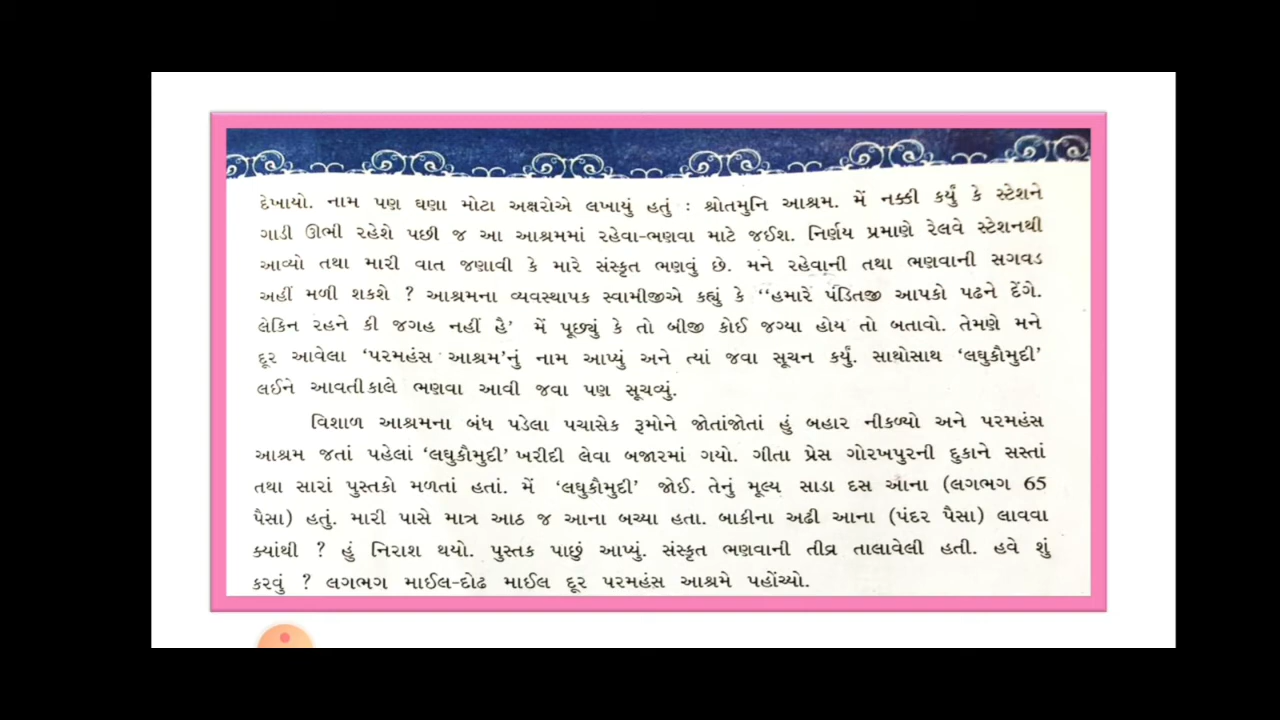 દેખાયો. નામ પણ ઘણા મોટા અક્ષરોએ લખાયું હતું : શ્રોતમુનિ આશ્રમ. મેં નક્કી કર્યું કે સ્ટેશને
ગાડી ઊભી રહેશે પછી જ આ આશ્રમમાં રહેવા-ભણવા માટે જઈશ. નિર્ણય પ્રમાણે રેલવે સ્ટેશનથી
આવ્યો તથા મારી વાત જણાવી કે મારે સંસ્કૃત ભણવું છે. મને રહેવાની તથા ભણવાની સગવડ
અહીં મળી શકશે ? આશ્રમના વ્યવસ્થાપક સ્વામીજીએ કહ્યું કે ‘‘હમારે પંડિતજી આપકો પઢને દેંગે.
લેકિન રહને કી જગહ નહીં હૈ’ મેં પૂછ્યું કે તો બીજી કોઈ જગ્યા હોય તો બતાવો. તેમણે મને
દૂર આવેલા ‘પરમહંસ આશ્રમ’નું નામ આપ્યું અને ત્યાં જવા સૂચન કર્યું. સાથોસાથ ‘લઘુકૌમુદી’
લઈને આવતીકાલે ભણવા આવી જવા પણ સૂચવ્યું.
વિશાળ આશ્રમના બંધ પડેલા પચાસેક રૂમોને જોતાંજોતાં હું બહાર નીકળ્યો અને પરમહંસ
આશ્રમ જતાં પહેલાં ‘લઘુકૌમુદી’ ખરીદી લેવા બજારમાં ગયો. ગીતા પ્રેસ ગોરખપુરની દુકાને સસ્તાં
તથા સારાં પુસ્તકો મળતાં હતાં. મેં ‘લઘુકૌમુદી’ જોઈ. તેનું મૂલ્ય સાડા દસ આના (લગભગ 65
પૈસા) હતું. મારી પાસે માત્ર આઠ જ આના બચ્યા હતા. બાકીના અઢી આના (પંદર પૈસા) લાવવા
ક્યાંથી ? હું નિરાશ થયો. પુસ્તક પાછું આપ્યું. સંસ્કૃત ભણવાની તીવ્ર તાલાવેલી હતી. હવે શું
કરવું ? લગભગ માઈલ-દોઢ માઈલ દૂર પરમહંસ આશ્રમે પહોંચ્યો.